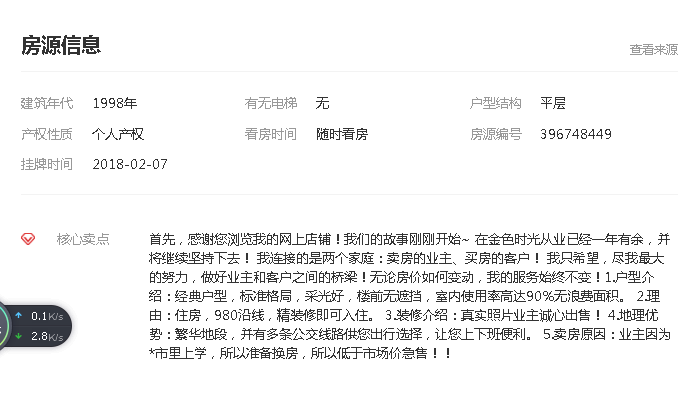 房源信息
查看来源
建筑年代 1998年 有无电梯 无 户型结构 平层
产权性质 个人产权 看房时间 随时看房 房源编号 396748449
挂牌时间 2018-02-07
核心卖点 首先，感谢您浏览我的网上店铺！我们的故事刚刚开始~ 在金色时光从业已经一年有余，并
将继续坚持下去！ 我连接的是两个家庭：卖房的业主、买房的客户！ 我只希望，尽我最大
的努力，做好业主和客户之间的桥梁！无论房价如何变动，我的服务始终不变！1.户型介
绍：经典户型，标准格局，采光好，楼前无遮挡，室内使用率高达90%无浪费面积。 2.理
由：住房，980沿线，精装修即可入住。 3.装修介绍：真实照片业主诚心出售！ 4.地理优
势：繁华地段，并有多条公交线路供您出行选择，让您上下班便利。 5.卖房原因：业主因为
*市里上学，所以准备换房，所以低于市场价急售！！
0.1K/s
2.8K/s